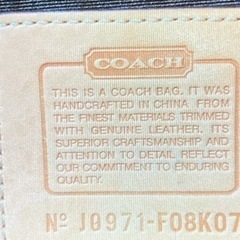 COACH
THIS IS A COACH BAG. IT WAS
HANDCRAFTED IN CHINA FROM
THE FINEST MATERIALS TRIMMED
WITH GENUINE LEATHER. ITS
SUPERIOR CRAFTSMANSHIP AND
ATTENTION TO DETAIL REFLECT
OUR COMMITMENT TO ENDURING
QUALITY.
Nº J0971-F08K07